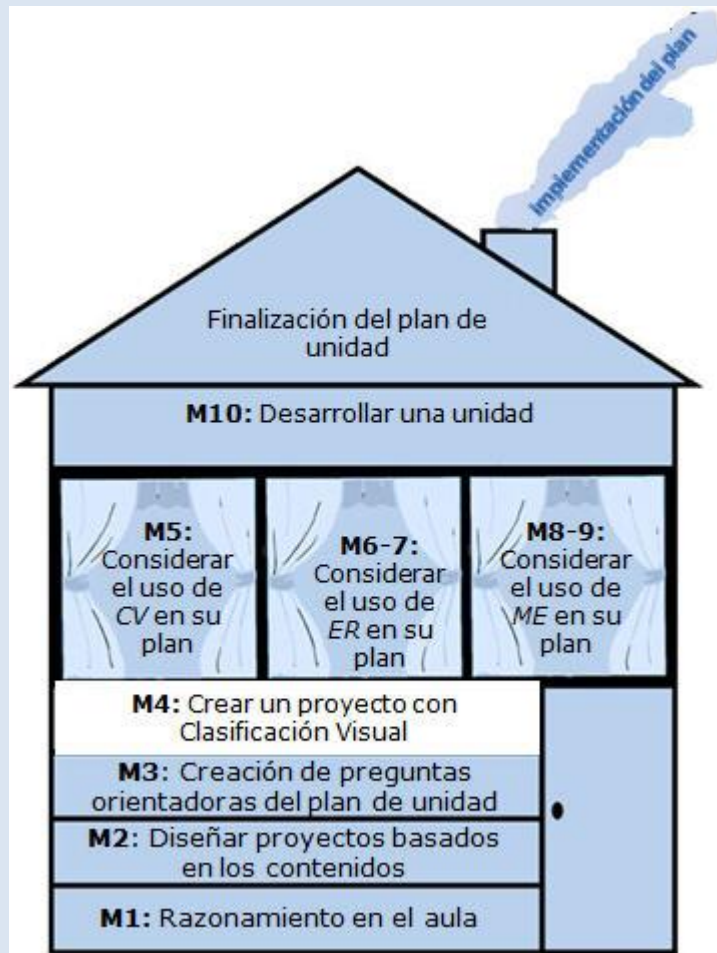 Implementación del plan
Finalización del plan de
unidad
M10: Desarrollar una unidad
M5:
Considerar
el uso de
CV en su
plan
M6-7:
Considerar
el uso de
ER en su
plan
M8-9:
Considerar
el uso de
ME en su
plan
M4: Crear un proyecto con
Clasificación Visual
M3: Creación de preguntas
orientadoras del plan de unidad
M2: Diseñar proyectos basados
en los contenidos
M1: Razonamiento en el aula